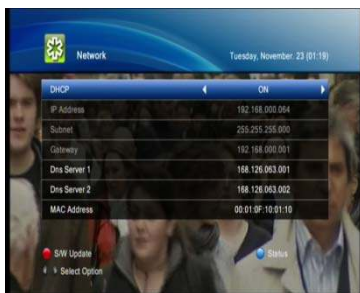 Network Tuesday, November. 23 (01:19)
DHCP ON
IP Address 192.168.000.064
Subnet 255.255.255.000
Gateway 192.168.000.001
Dns Server 1 168.126.063.001
Dns Server 2 168.126.063.002
MAC Address 00:01:0F:10:01:10
S/W Update Status
Select Option